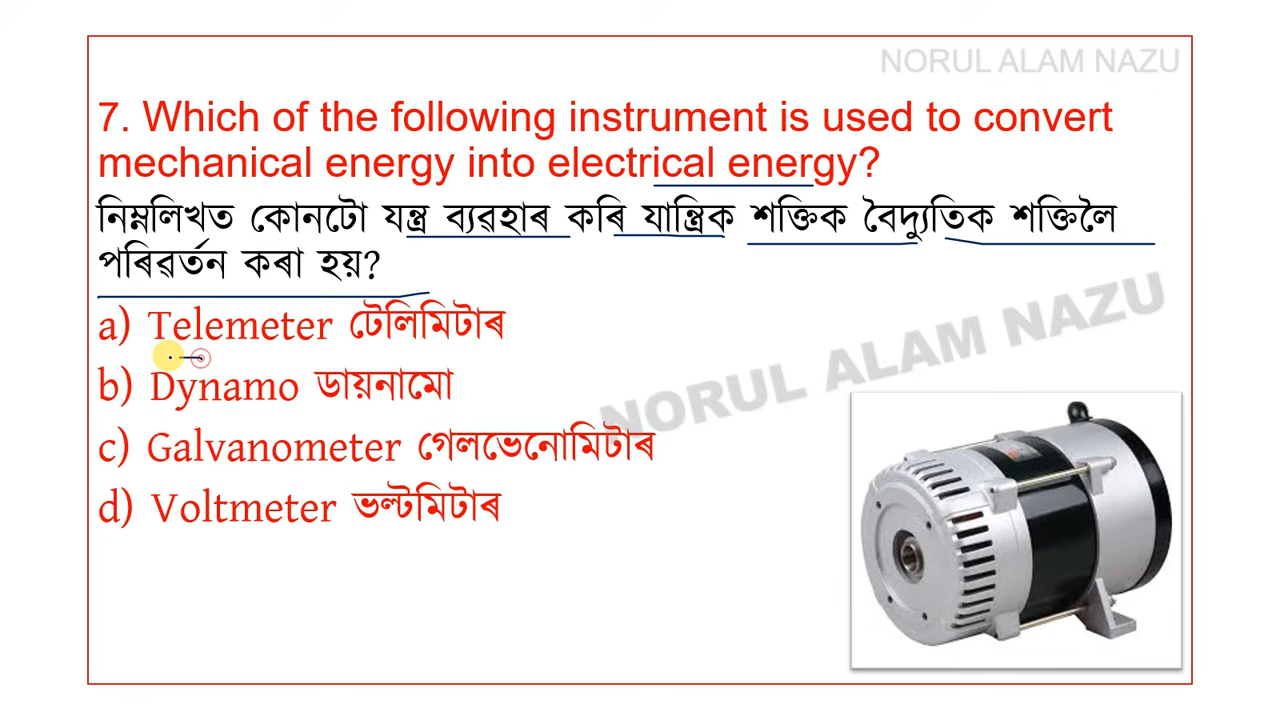 NORUL ALAM NAZU
7. Which of the following instrument is used to convert
mechanical energy into electrical energy?
নিম্নলিখত কোনটো যন্ত্ৰ ব্যৱহাৰ কৰি যান্ত্ৰিক শক্তিক বৈদ্যুতিক শক্তিলৈ
পৰিৱৰ্তন কৰা হয়?
a) Telemeter টেলিমিটাৰ
b) Dynamo ডায়নামো
c) Galvanometer গেলভেনোমিটাৰ
d) Voltmeter ভল্টমিটাৰ
NORUL ALAM NAZU